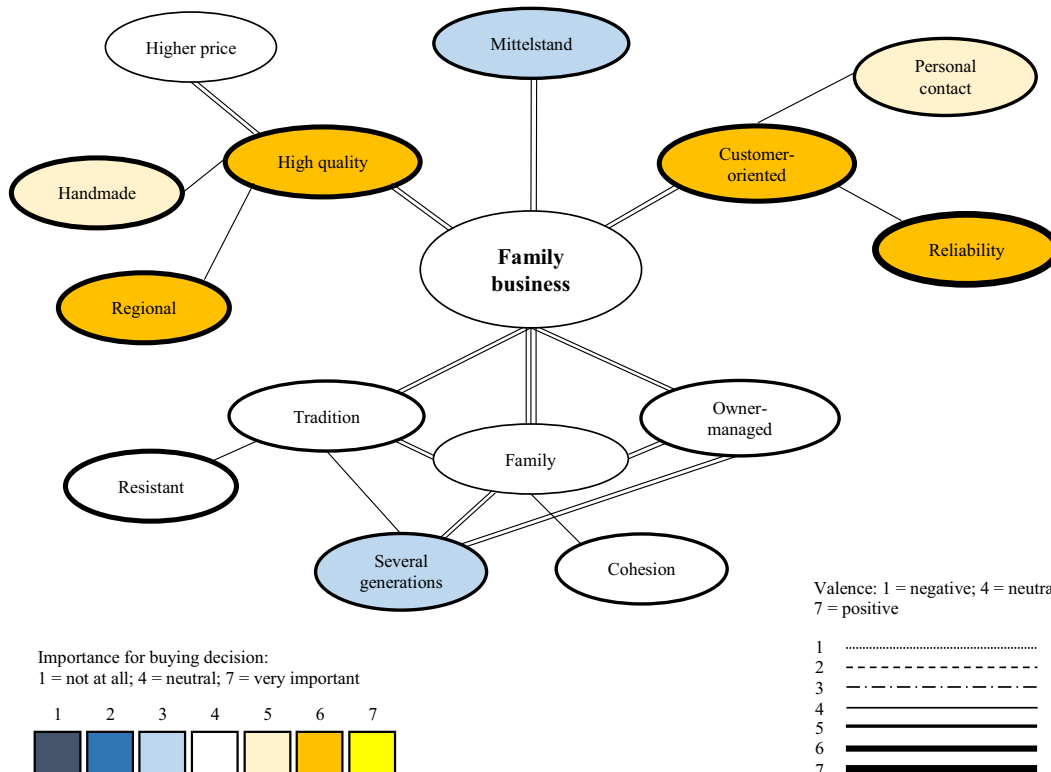 Higher price
Mittelstand
Personal
contact
High quality
Customer-
oriented
Handmade
Family
business
Reliability
Regional
Tradition
Owner-
managed
Family
Resistant
Several
generations
Cohesion
Valence: 1 = negative; 4 = neutra
7 = positive
1
2
3
4
5
6
7
Importance for buying decision:
1 = not at all; 4 = neutral; 7 = very important
1 2 3 4 5 6 7